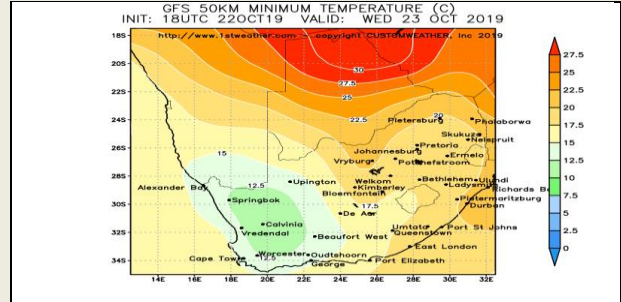 GFS 50KM MINIMUM TEMPERATURE (C)
INIT: 18UTC 22OCT19 VALID: WED 23 OCT 2019
http://www.1stweather.com - copyright CUSTOMWEATHER, Inc 2019
18S
20S
22S
24S
26S
28S
30S
32S
34S
14E 16E 18E 20E 22E 24E 26E 28E 30E 32E
30
27.5
25
22.5
20
15
12.5
17.5
12.5
Pietersburg
Phalaborwa
Skukuza
Nelspruit
Pretoria
Johannesburg
Ermelo
Vryburg
Potchefstroom
Welkom
Bethlehem
Ulundi
Ladysmith
Kimberley
Richards B
Bloemfontein
Upington
Alexander Bay
Springbok
Pietermaritzburg
Durban
De Aar
Calvinia
Vredendal
Beaufort West
Umtata
Port St Johns
Queenstown
East London
Worcester
Oudtshoorn
Cape Town
George
Port Elizabeth
27.5
25
22.5
20
17.5
15
12.5
10
7.5
5
2.5
0